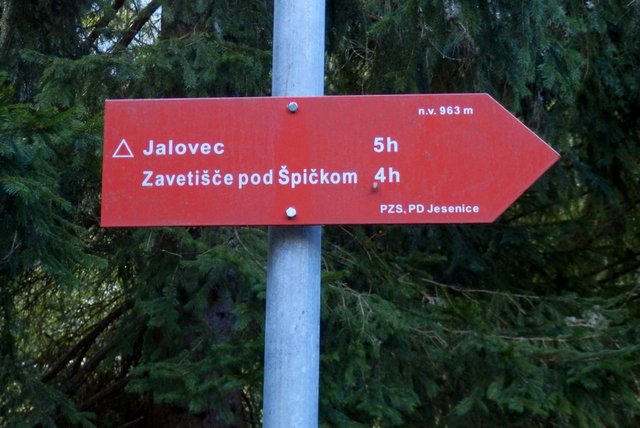 n.v. 963 m
Jalovec 5h
Zavetišče pod Špičkom 4h
PZS, PD Jesenice